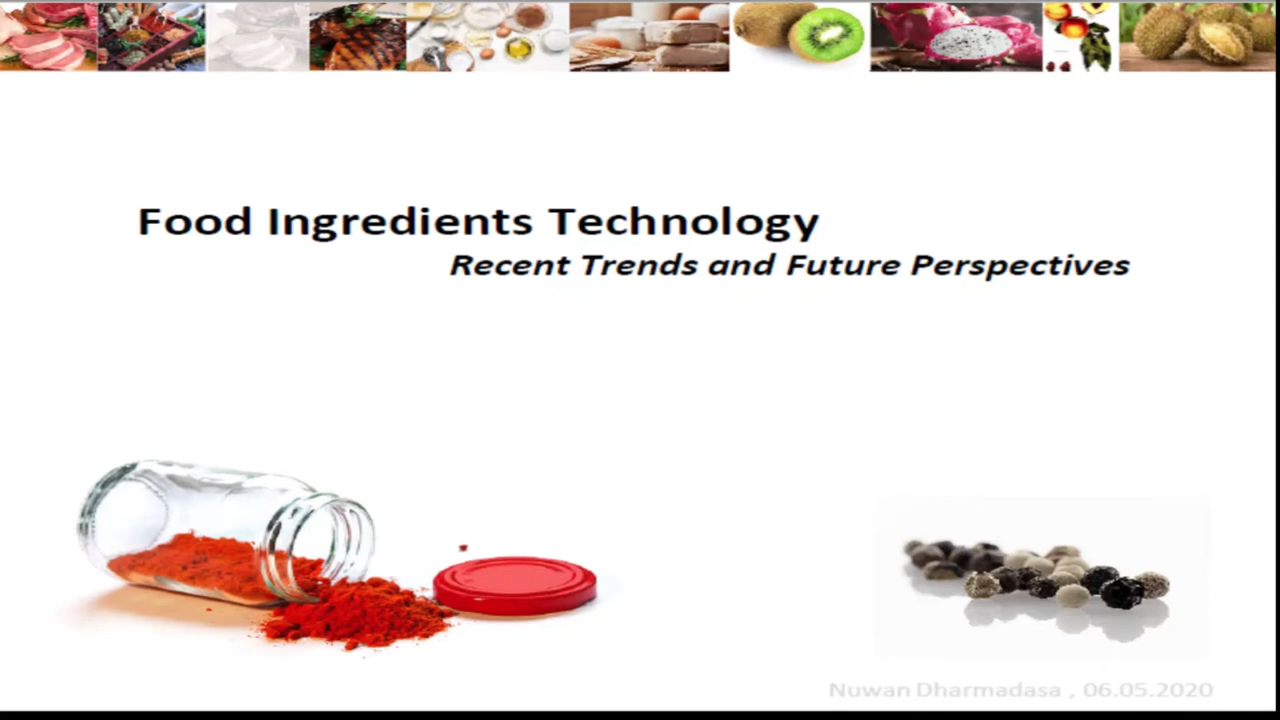 Food Ingredients Technology
Recent Trends and Future Perspectives
Nuwan Dharmadasa , 06.05.2020